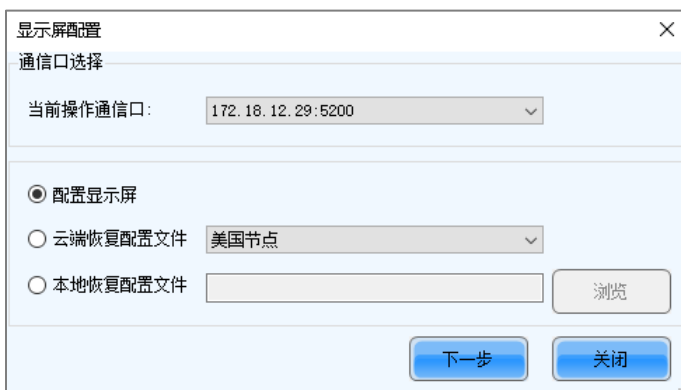 显示屏配置
通信口选择
当前操作通信口: 172.18.12.29:5200
配置显示屏
云端恢复配置文件 美国节点
本地恢复配置文件 浏览
下一步 关闭